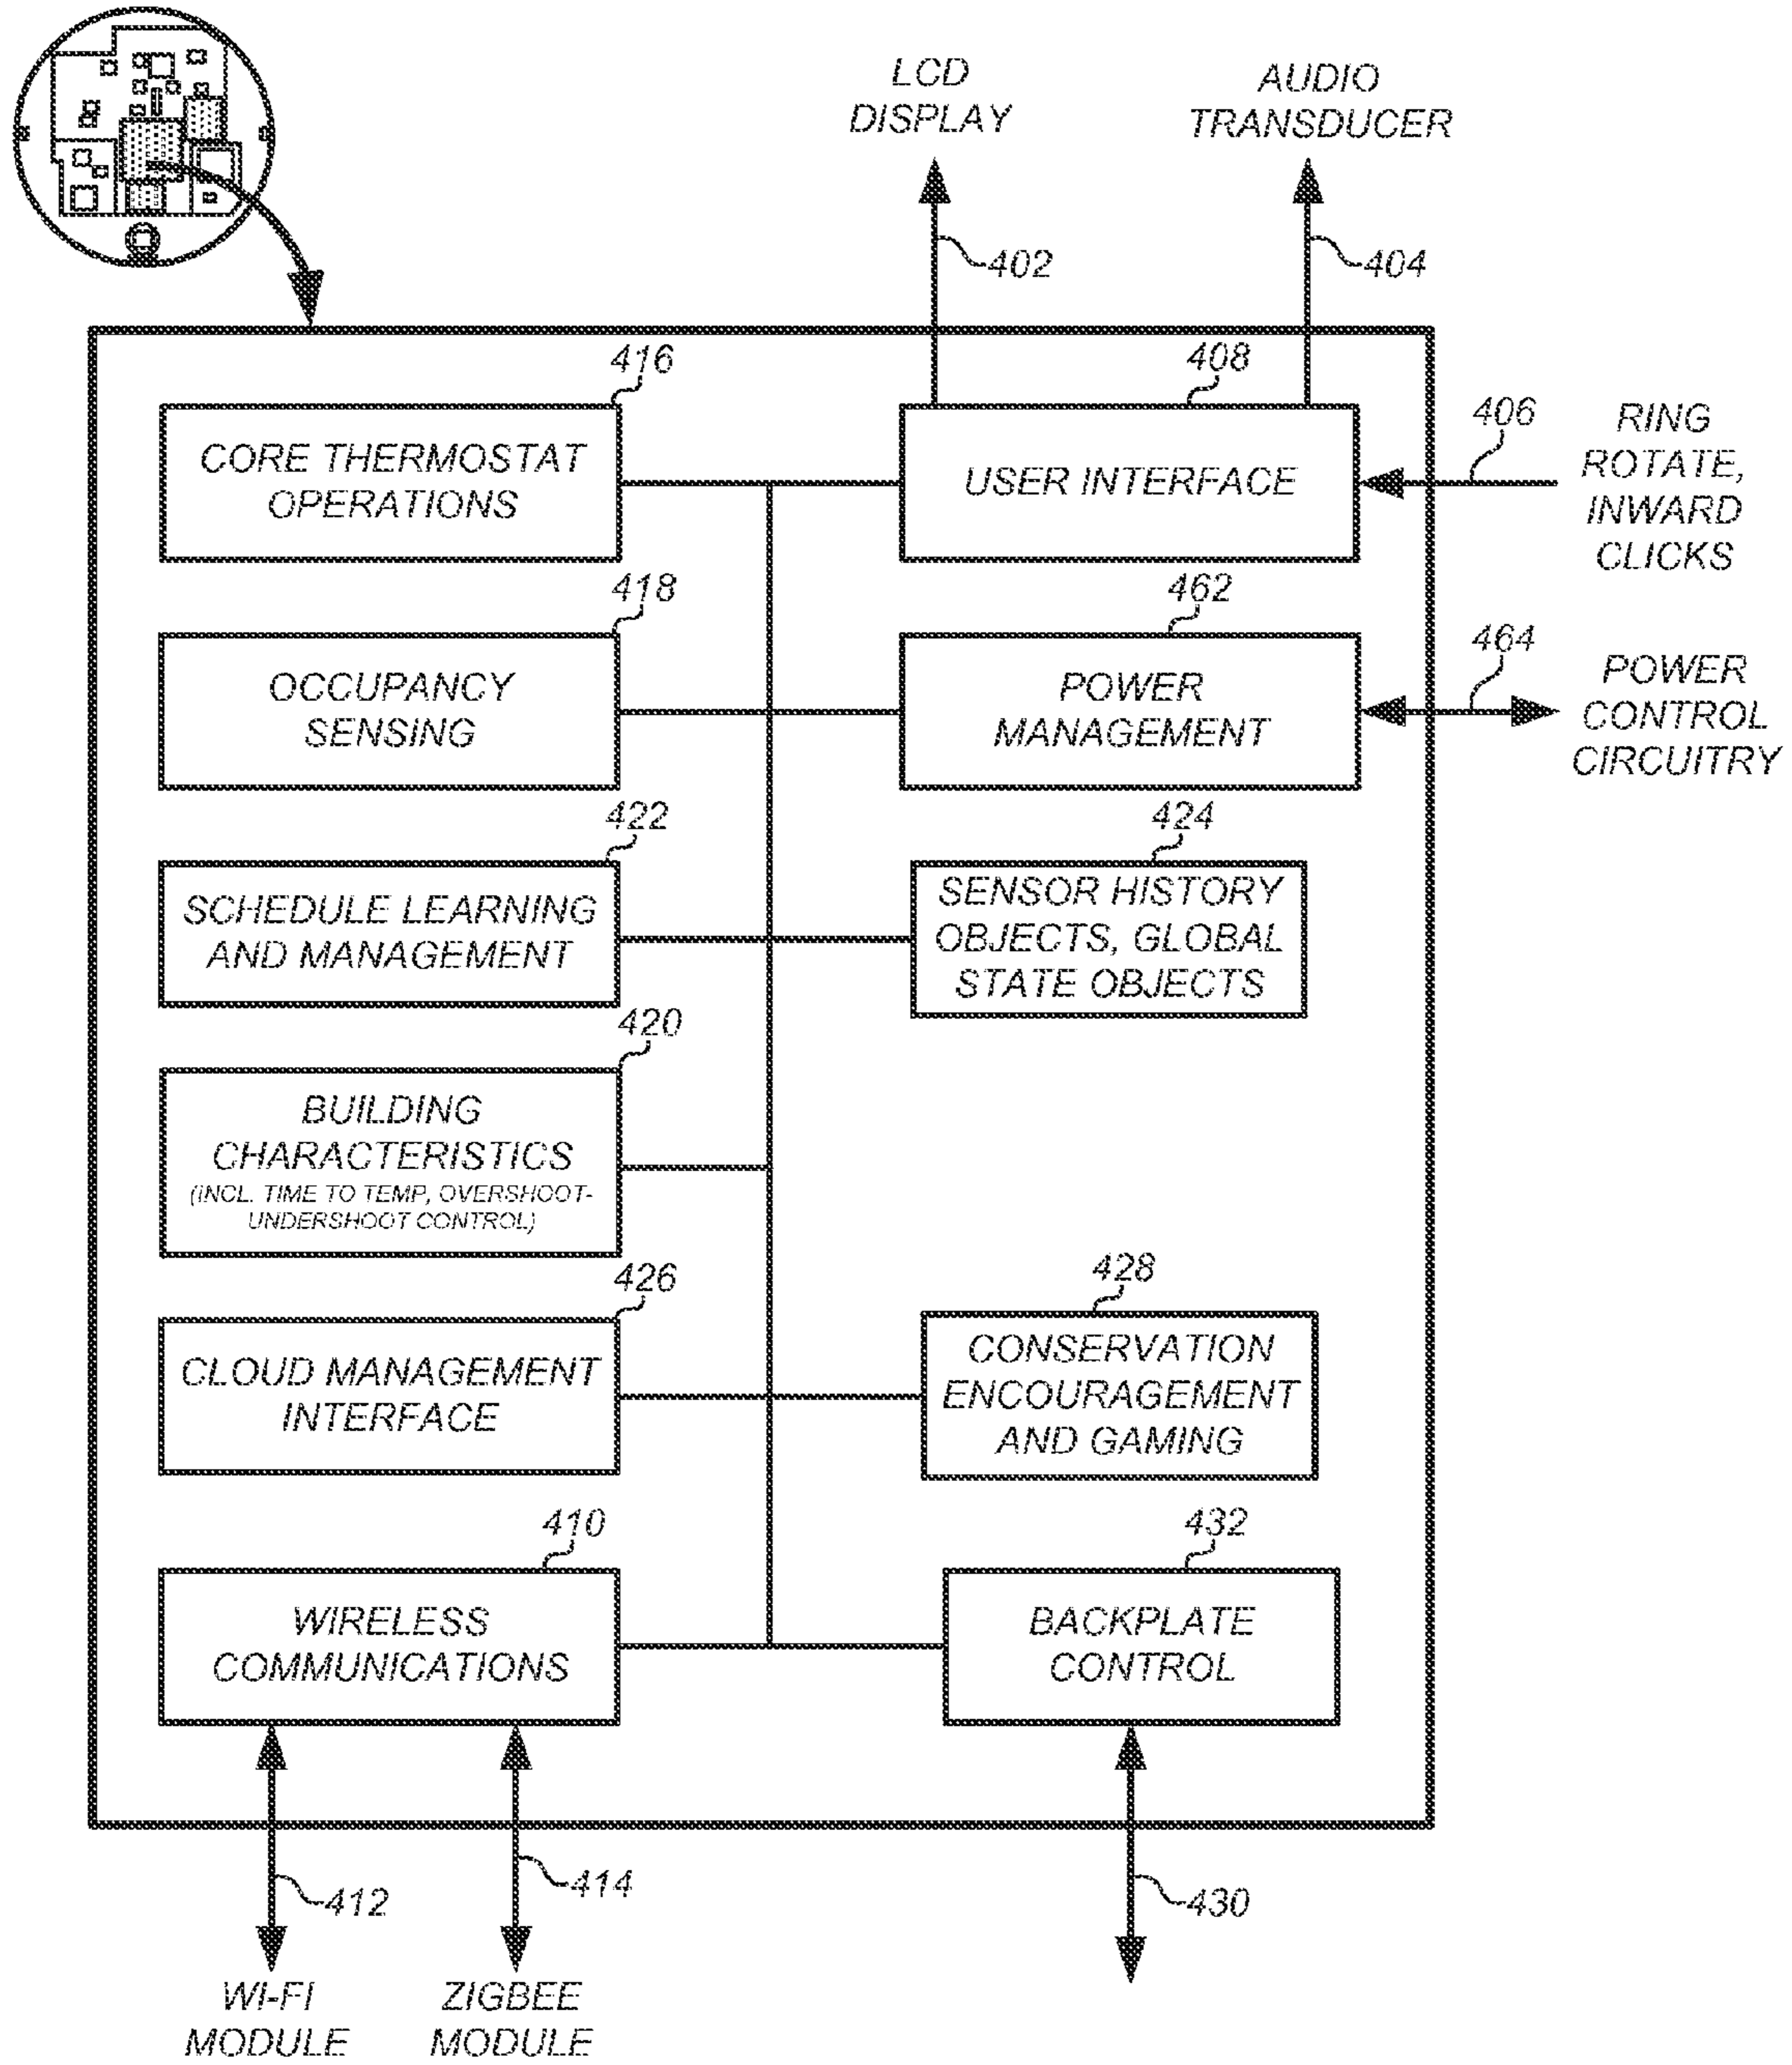 LCD
DISPLAY
AUDIO
TRANSDUCER
402
404
416
408
406
CORE THERMOSTAT
OPERATIONS
USER INTERFACE
RING
ROTATE,
INWARD
CLICKS
418
462
464
OCCUPANCY
SENSING
POWER
MANAGEMENT
POWER
CONTROL
CIRCUITRY
422
424
SCHEDULE LEARNING
AND MANAGEMENT
SENSOR HISTORY
OBJECTS, GLOBAL
STATE OBJECTS
420
BUILDING
CHARACTERISTICS
(INCL. TIME TO TEMP, OVERSHOOT-
UNDERSHOOT CONTROL)
426
428
CLOUD MANAGEMENT
INTERFACE
CONSERVATION
ENCOURAGEMENT
AND GAMING
410
432
WIRELESS
COMMUNICATIONS
BACKPLATE
CONTROL
412
414
430
WI-FI
MODULE
ZIGBEE
MODULE